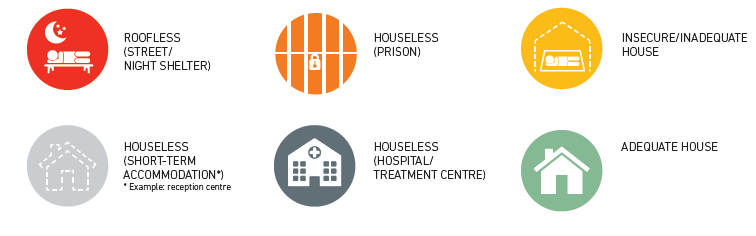 ROOFLESS
(STREET/
NIGHT SHELTER)
HOUSELESS
(PRISON)
INSECURE/INADEQUATE
HOUSE
HOUSELESS
(SHORT-TERM
ACCOMMODATION*)
* Example: reception centre
HOUSELESS
(HOSPITAL/
TREATMENT CENTRE)
ADEQUATE HOUSE